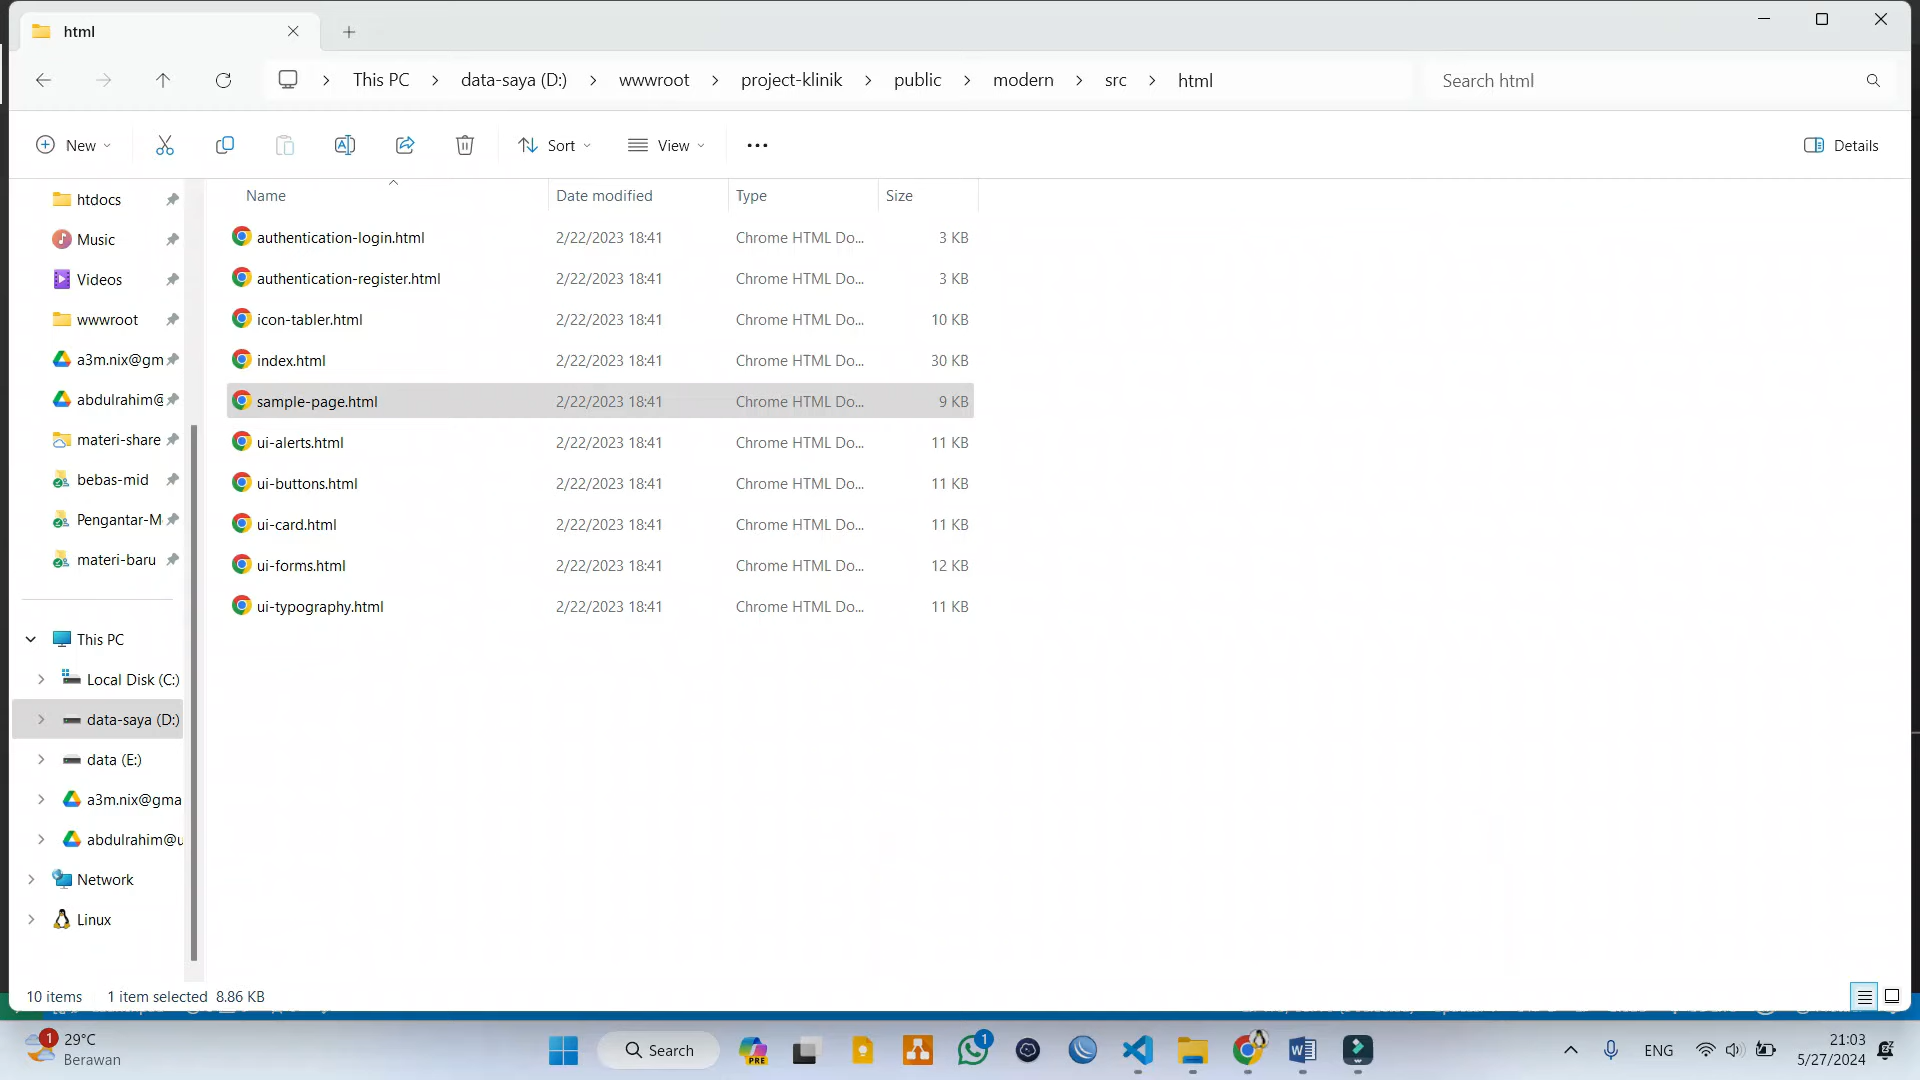 html
This PC > data-saya (D:) > wwwroot > project-klinik > public > modern > src > html
Search html
New
Sort
View
Details
Name
Date modified
Type
Size
htdocs
Music
Videos
wwwroot
a3m.nix@gm
abdulrahim@
materi-share
bebas-mid
Pengantar-M
materi-baru
This PC
Local Disk (C:)
data-saya (D:)
data (E:)
a3m.nix@gma
abdulrahim@u
Network
Linux
authentication-login.html 2/22/2023 18:41 Chrome HTML Do... 3 KB
authentication-register.html 2/22/2023 18:41 Chrome HTML Do... 3 KB
icon-tabler.html 2/22/2023 18:41 Chrome HTML Do... 10 KB
index.html 2/22/2023 18:41 Chrome HTML Do... 30 KB
sample-page.html 2/22/2023 18:41 Chrome HTML Do... 9 KB
ui-alerts.html 2/22/2023 18:41 Chrome HTML Do... 11 KB
ui-buttons.html 2/22/2023 18:41 Chrome HTML Do... 11 KB
ui-card.html 2/22/2023 18:41 Chrome HTML Do... 11 KB
ui-forms.html 2/22/2023 18:41 Chrome HTML Do... 12 KB
ui-typography.html 2/22/2023 18:41 Chrome HTML Do... 11 KB
10 items 1 item selected 8.86 KB
1
29°C
Berawan
Search
PRE
1
ENG
21:03
5/27/2024